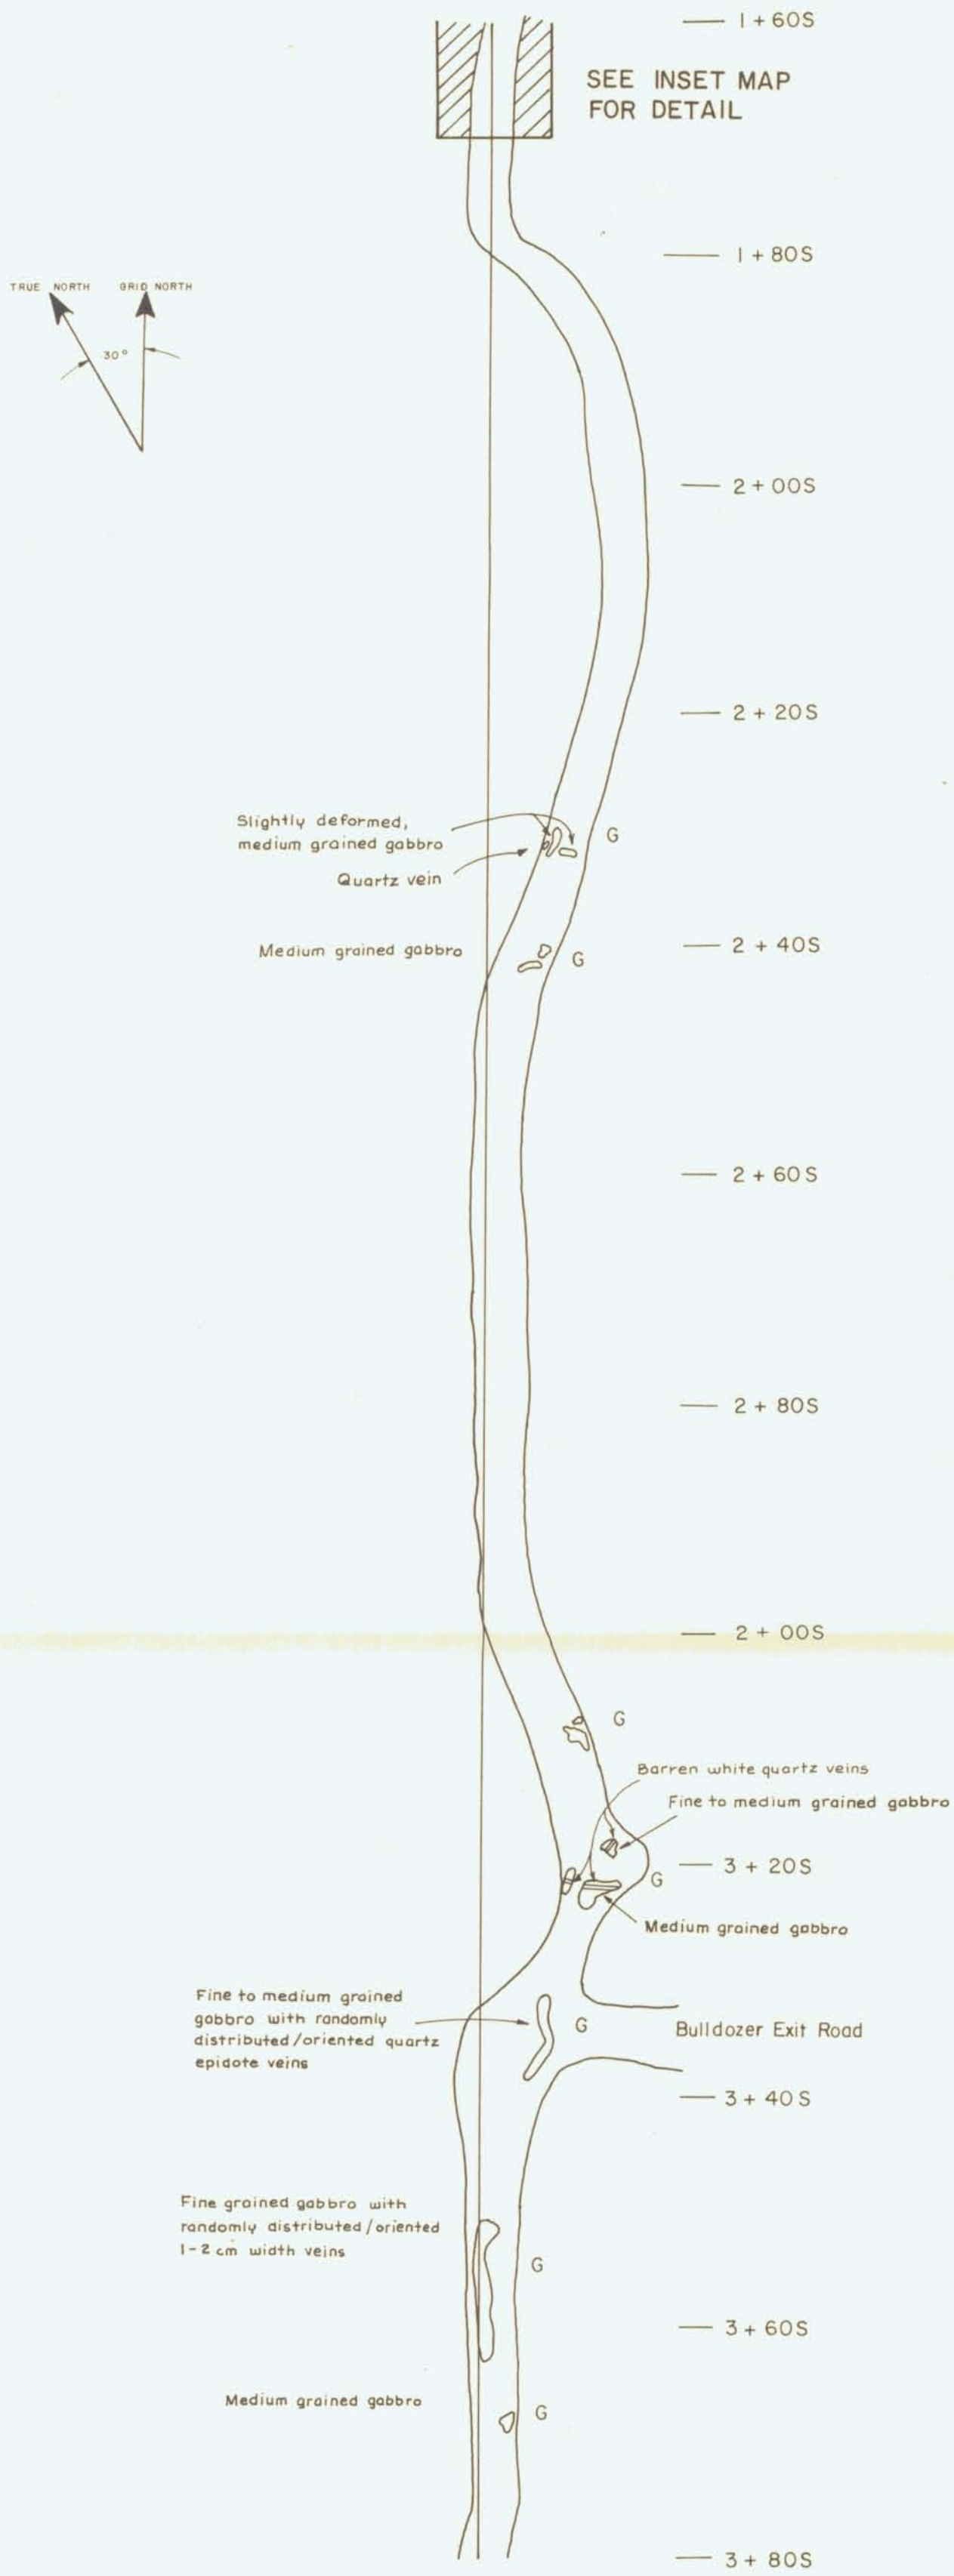 1 + 60S
SEE INSET MAP
FOR DETAIL
1 + 80S
TRUE NORTH
GRID NORTH
30°
2 + 00S
2 + 20S
Slightly deformed,
medium grained gabbro
G
Quartz vein
2 + 40S
Medium grained gabbro
G
2 + 60S
2 + 80S
2 + 00S
G
Barren white quartz veins
Fine to medium grained gabbro
3 + 20S
G
Medium grained gabbro
Fine to medium grained
gabbro with randomly
distributed/oriented quartz
epidote veins
G
Bulldozer Exit Road
3 + 40S
Fine grained gabbro with
randomly distributed/oriented
1-2 cm width veins
G
3 + 60S
Medium grained gabbro
G
3 + 80S